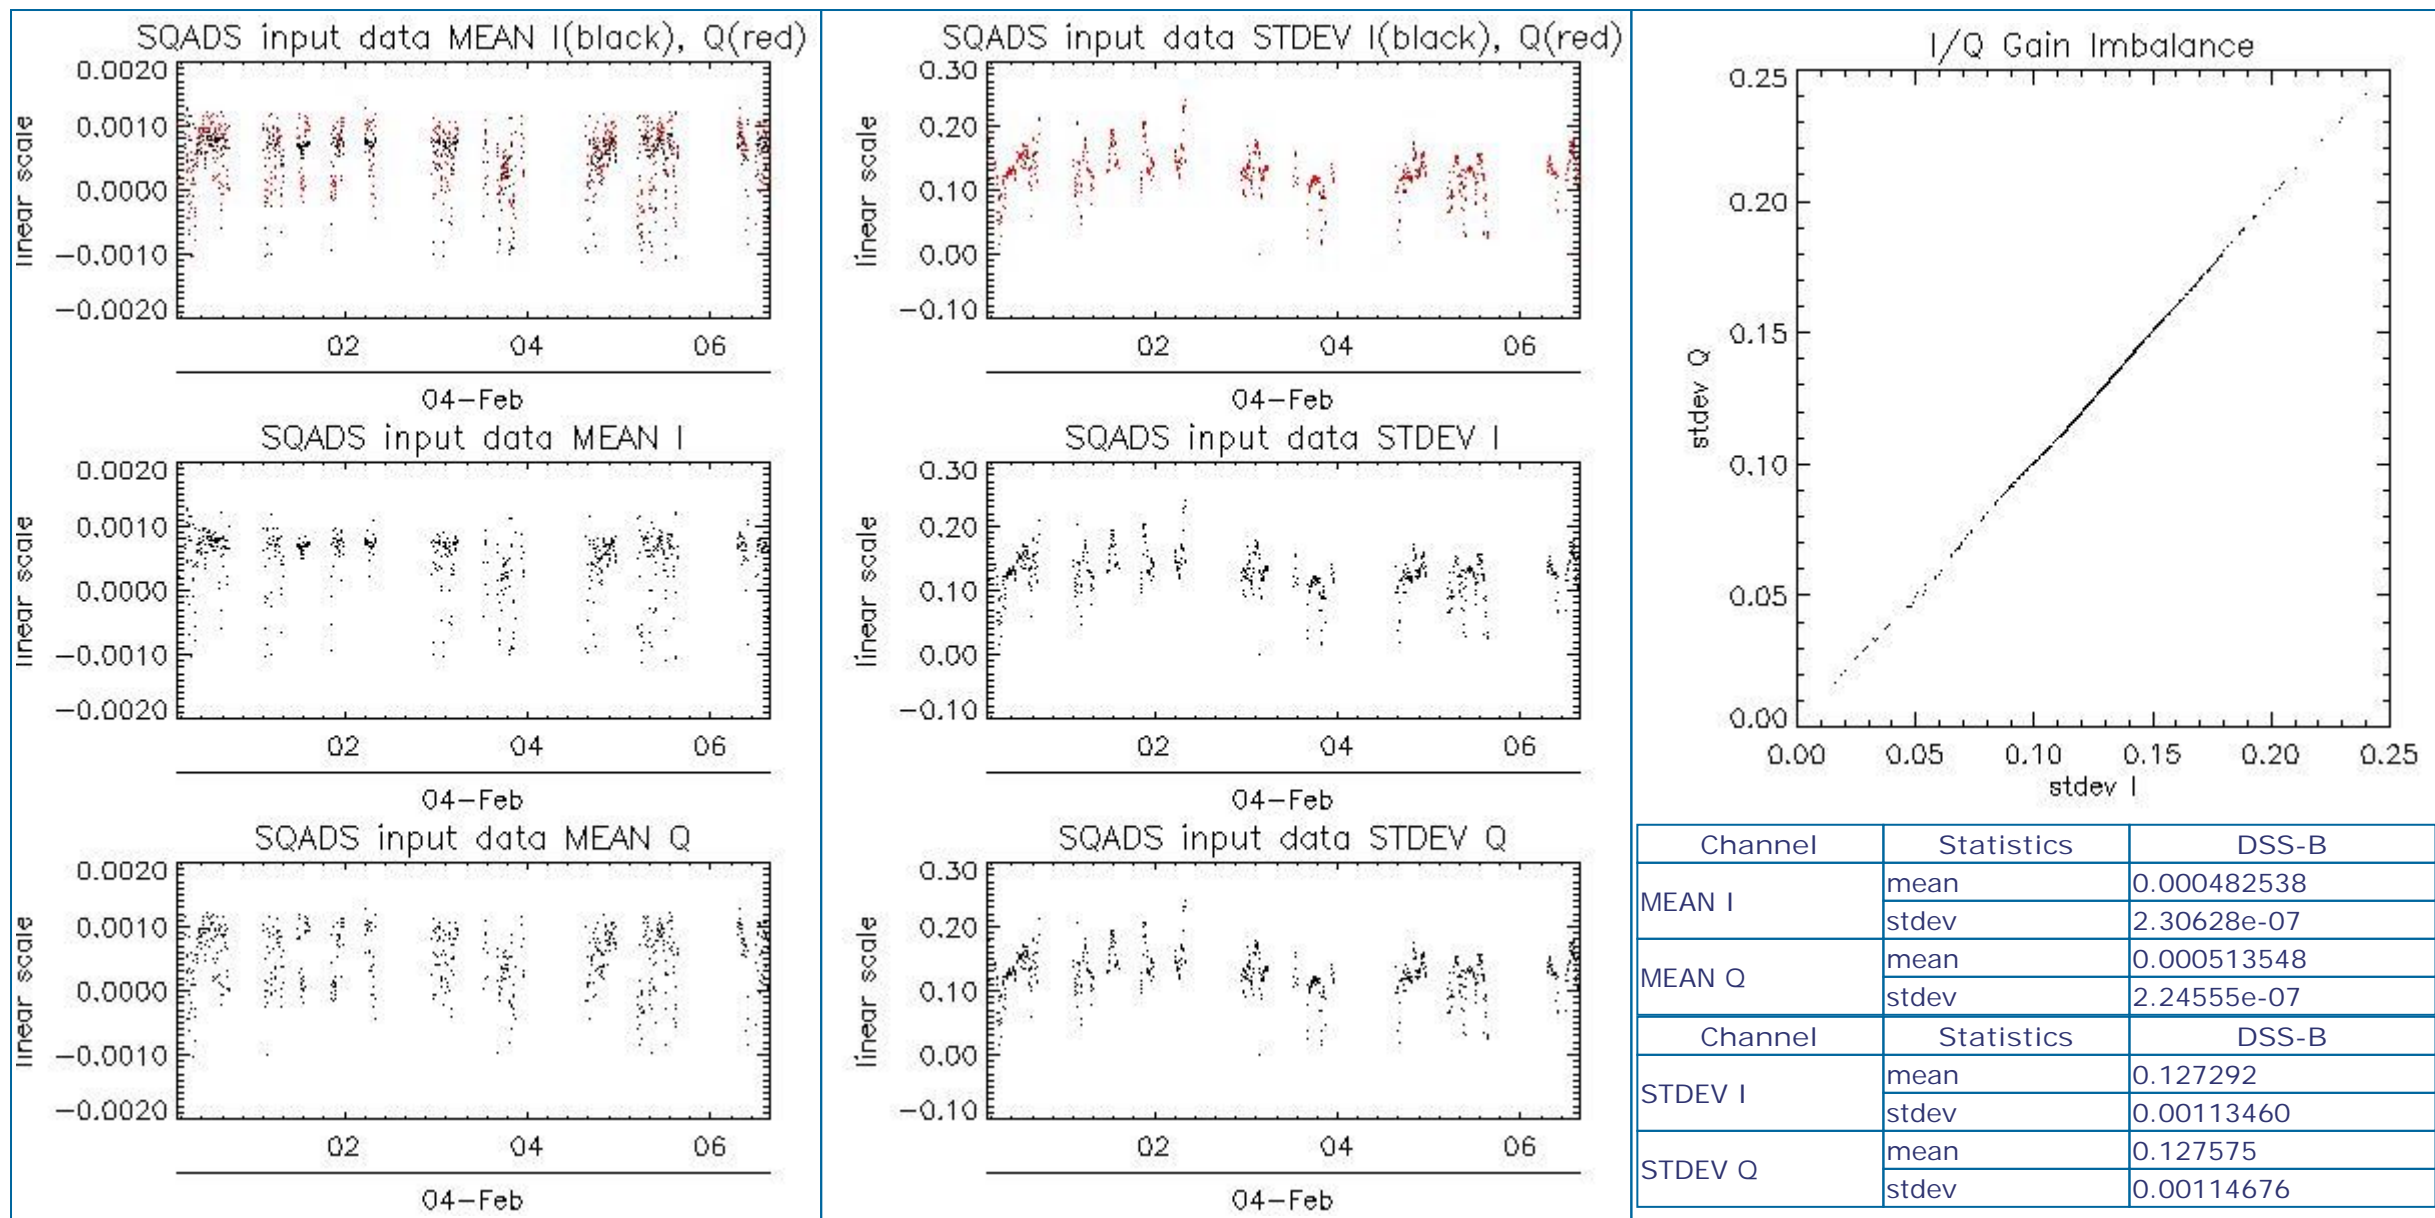 SQADS input data MEAN I(black), Q(red)
0.0020
0.0010
0.0000
−0.0010
−0.0020
linear scale
02 04 06
04−Feb
SQADS input data MEAN I
0.0020
0.0010
0.0000
−0.0010
−0.0020
linear scale
02 04 06
04−Feb
SQADS input data MEAN Q
0.0020
0.0010
0.0000
−0.0010
−0.0020
linear scale
02 04 06
04−Feb
SQADS input data STDEV I(black), Q(red)
0.30
0.20
0.10
0.00
−0.10
linear scale
02 04 06
04−Feb
SQADS input data STDEV I
0.30
0.20
0.10
0.00
−0.10
linear scale
02 04 06
04−Feb
SQADS input data STDEV Q
0.30
0.20
0.10
0.00
−0.10
linear scale
02 04 06
04−Feb
I/Q Gain Imbalance
0.25
0.20
0.15
0.10
0.05
0.00
stdev Q
0.00 0.05 0.10 0.15 0.20 0.25
stdev I
Channel Statistics DSS-B
MEAN I mean 0.000482538
stdev 2.30628e-07
MEAN Q mean 0.000513548
stdev 2.24555e-07
Channel Statistics DSS-B
STDEV I mean 0.127292
stdev 0.00113460
STDEV Q mean 0.127575
stdev 0.00114676